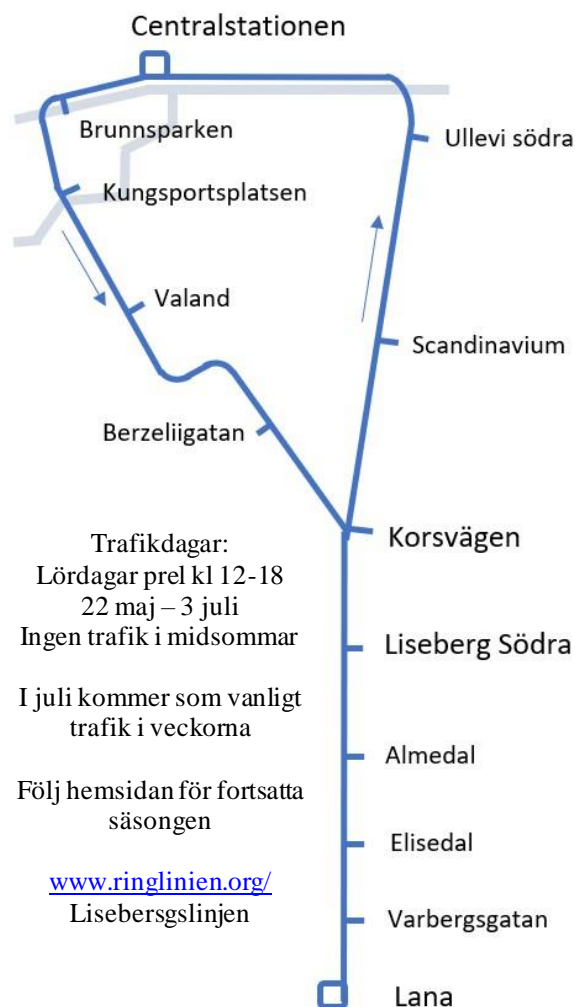 Centralstationen
Brunnsparken
Ullevi södra
Kungsportsplatsen
Valand
Scandinavium
Berzeliigatan
Korsvägen
Trafikdagar:
Lördagar prel kl 12-18
22 maj – 3 juli
Ingen trafik i midsommar
Liseberg Södra
I juli kommer som vanligt
trafik i veckorna
Almedal
Följ hemsidan för fortsatta
säsongen
Elisedal
www.ringlinien.org/
Lisebersgslinjen
Varbergsgatan
Lana